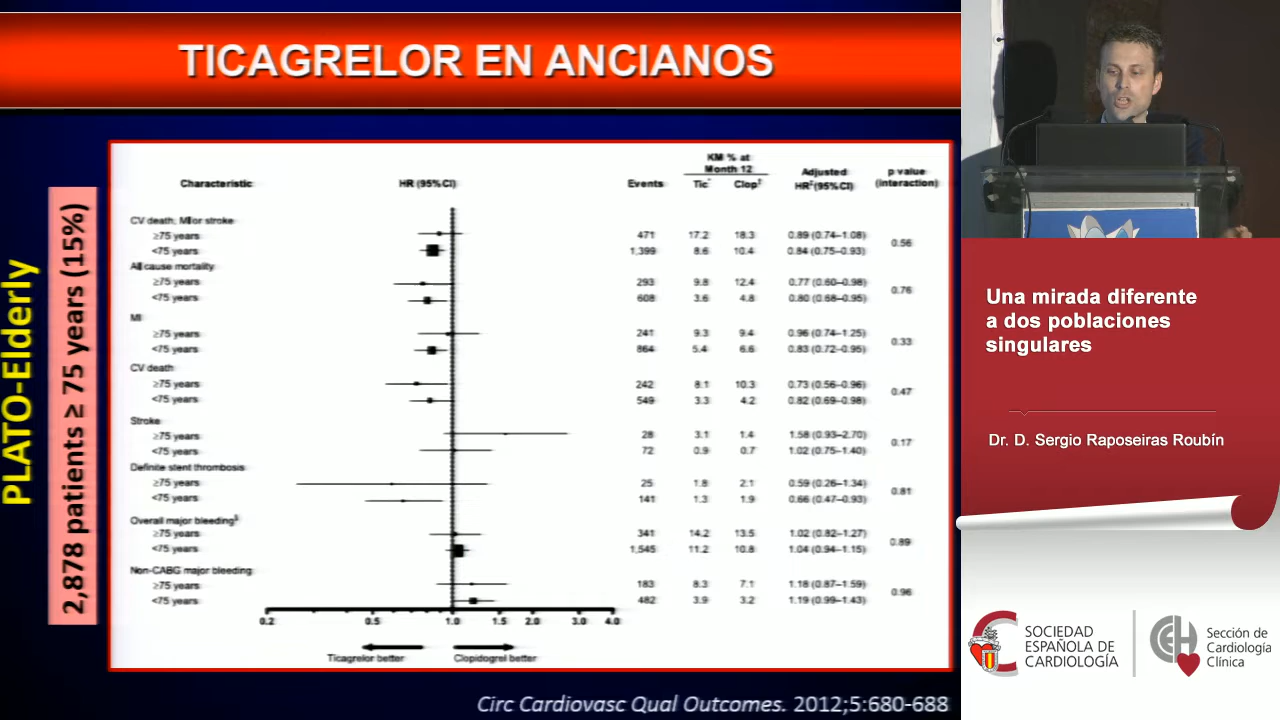 TICAGRELOR EN ANCIANOS
PLATO-Elderly
2,878 patients ≥ 75 years (15%)
KM % at
Month 12
Characteristic HR (95%CI) Events Tic* Clop† Adjusted HR‡(95%CI) p value (interaction)
CV death, MI or stroke
≥75 years 471 17.2 18.3 0.89 (0.74–1.08)
0.56
<75 years 1,399 8.6 10.4 0.84 (0.75–0.93)
All cause mortality
≥75 years 293 9.8 12.4 0.77 (0.60–0.98)
0.76
<75 years 608 3.6 4.8 0.80 (0.68–0.95)
MI
≥75 years 241 9.3 9.4 0.96 (0.74–1.25)
0.33
<75 years 864 5.4 6.6 0.83 (0.72–0.95)
CV death
≥75 years 242 8.1 10.3 0.73 (0.56–0.96)
0.47
<75 years 549 3.3 4.2 0.82 (0.69–0.98)
Stroke
≥75 years 28 3.1 1.4 1.58 (0.93–2.70)
0.17
<75 years 72 0.9 0.7 1.02 (0.75–1.40)
Definite stent thrombosis
≥75 years 25 1.8 2.1 0.59 (0.26–1.34)
0.81
<75 years 141 1.3 1.9 0.66 (0.47–0.93)
Overall major bleeding§
≥75 years 341 14.2 13.5 1.02 (0.82–1.27)
0.89
<75 years 1,545 11.2 10.8 1.04 (0.94–1.15)
Non-CABG major bleeding
≥75 years 183 8.3 7.1 1.18 (0.87–1.59)
0.96
<75 years 482 3.9 3.2 1.19 (0.99–1.43)
0.2 0.5 1.0 1.5 2.0 3.0 4.0
Ticagrelor better Clopidogrel better
Circ Cardiovasc Qual Outcomes. 2012;5:680-688
Una mirada diferente
a dos poblaciones
singulares
Dr. D. Sergio Raposeiras Roubín
SOCIEDAD
ESPAÑOLA DE
CARDIOLOGÍA
Sección de
Cardiología
Clínica